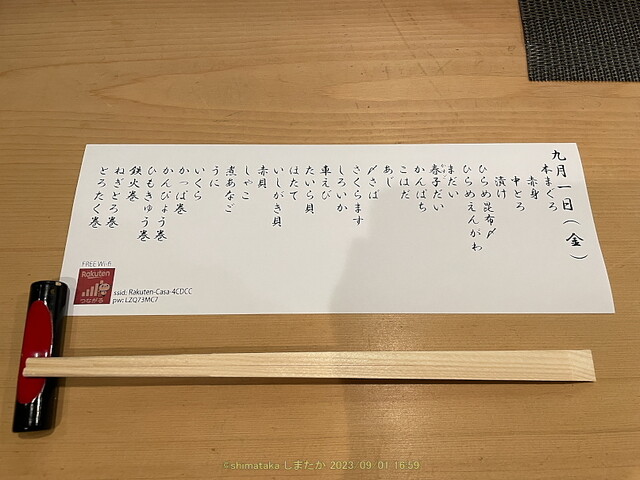 九月一日（金）
本まぐろ
赤身
中とろ
漬け
ひらめ昆布〆
ひらめえんがわ
まだい
春子だい
かんぱち
こはだ
あじ
〆さば
さくらます
しろいか
車えび
たいら貝
ほたて
いしがき貝
赤貝
しゃこ
煮あなご
うに
いくら
かっぱ巻
かんぴょう巻
ひもきゅう巻
鉄火巻
ねぎとろ巻
とろたく巻
FREE Wi-Fi
Rakuten
つながる
ssid: Rakuten-Casa-4CDCC
pw: LZQ73MC7
©shimataka しまたか 2023/09/01 16:59